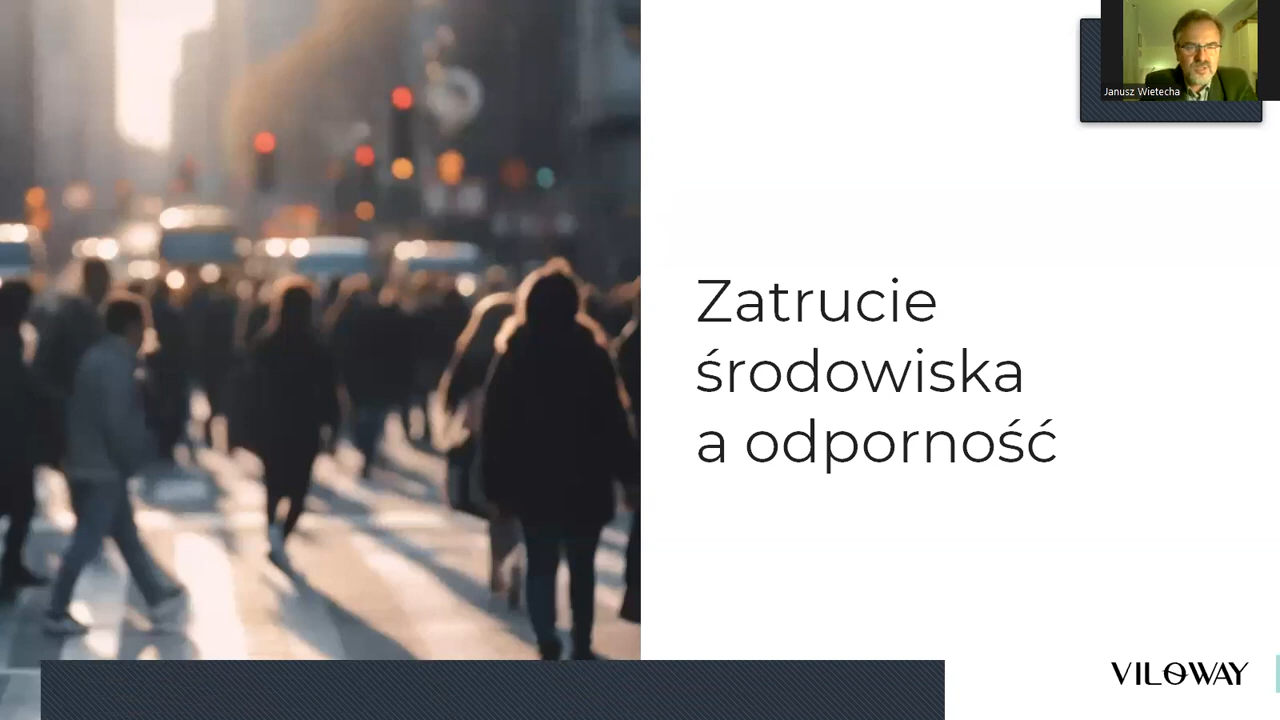 Janusz Wietecha
Zatrucie
środowiska
a odporność
VILOWAY